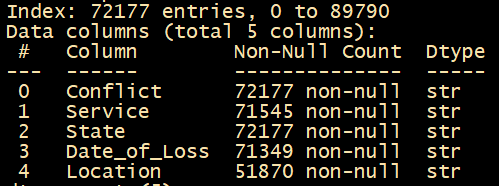 Index: 72177 entries, 0 to 89790
Data columns (total 5 columns):
 #   Column        Non-Null Count  Dtype
---  ------        --------------  -----
 0   Conflict      72177 non-null  str
 1   Service       71545 non-null  str
 2   State         72177 non-null  str
 3   Date_of_Loss  71349 non-null  str
 4   Location      51870 non-null  str